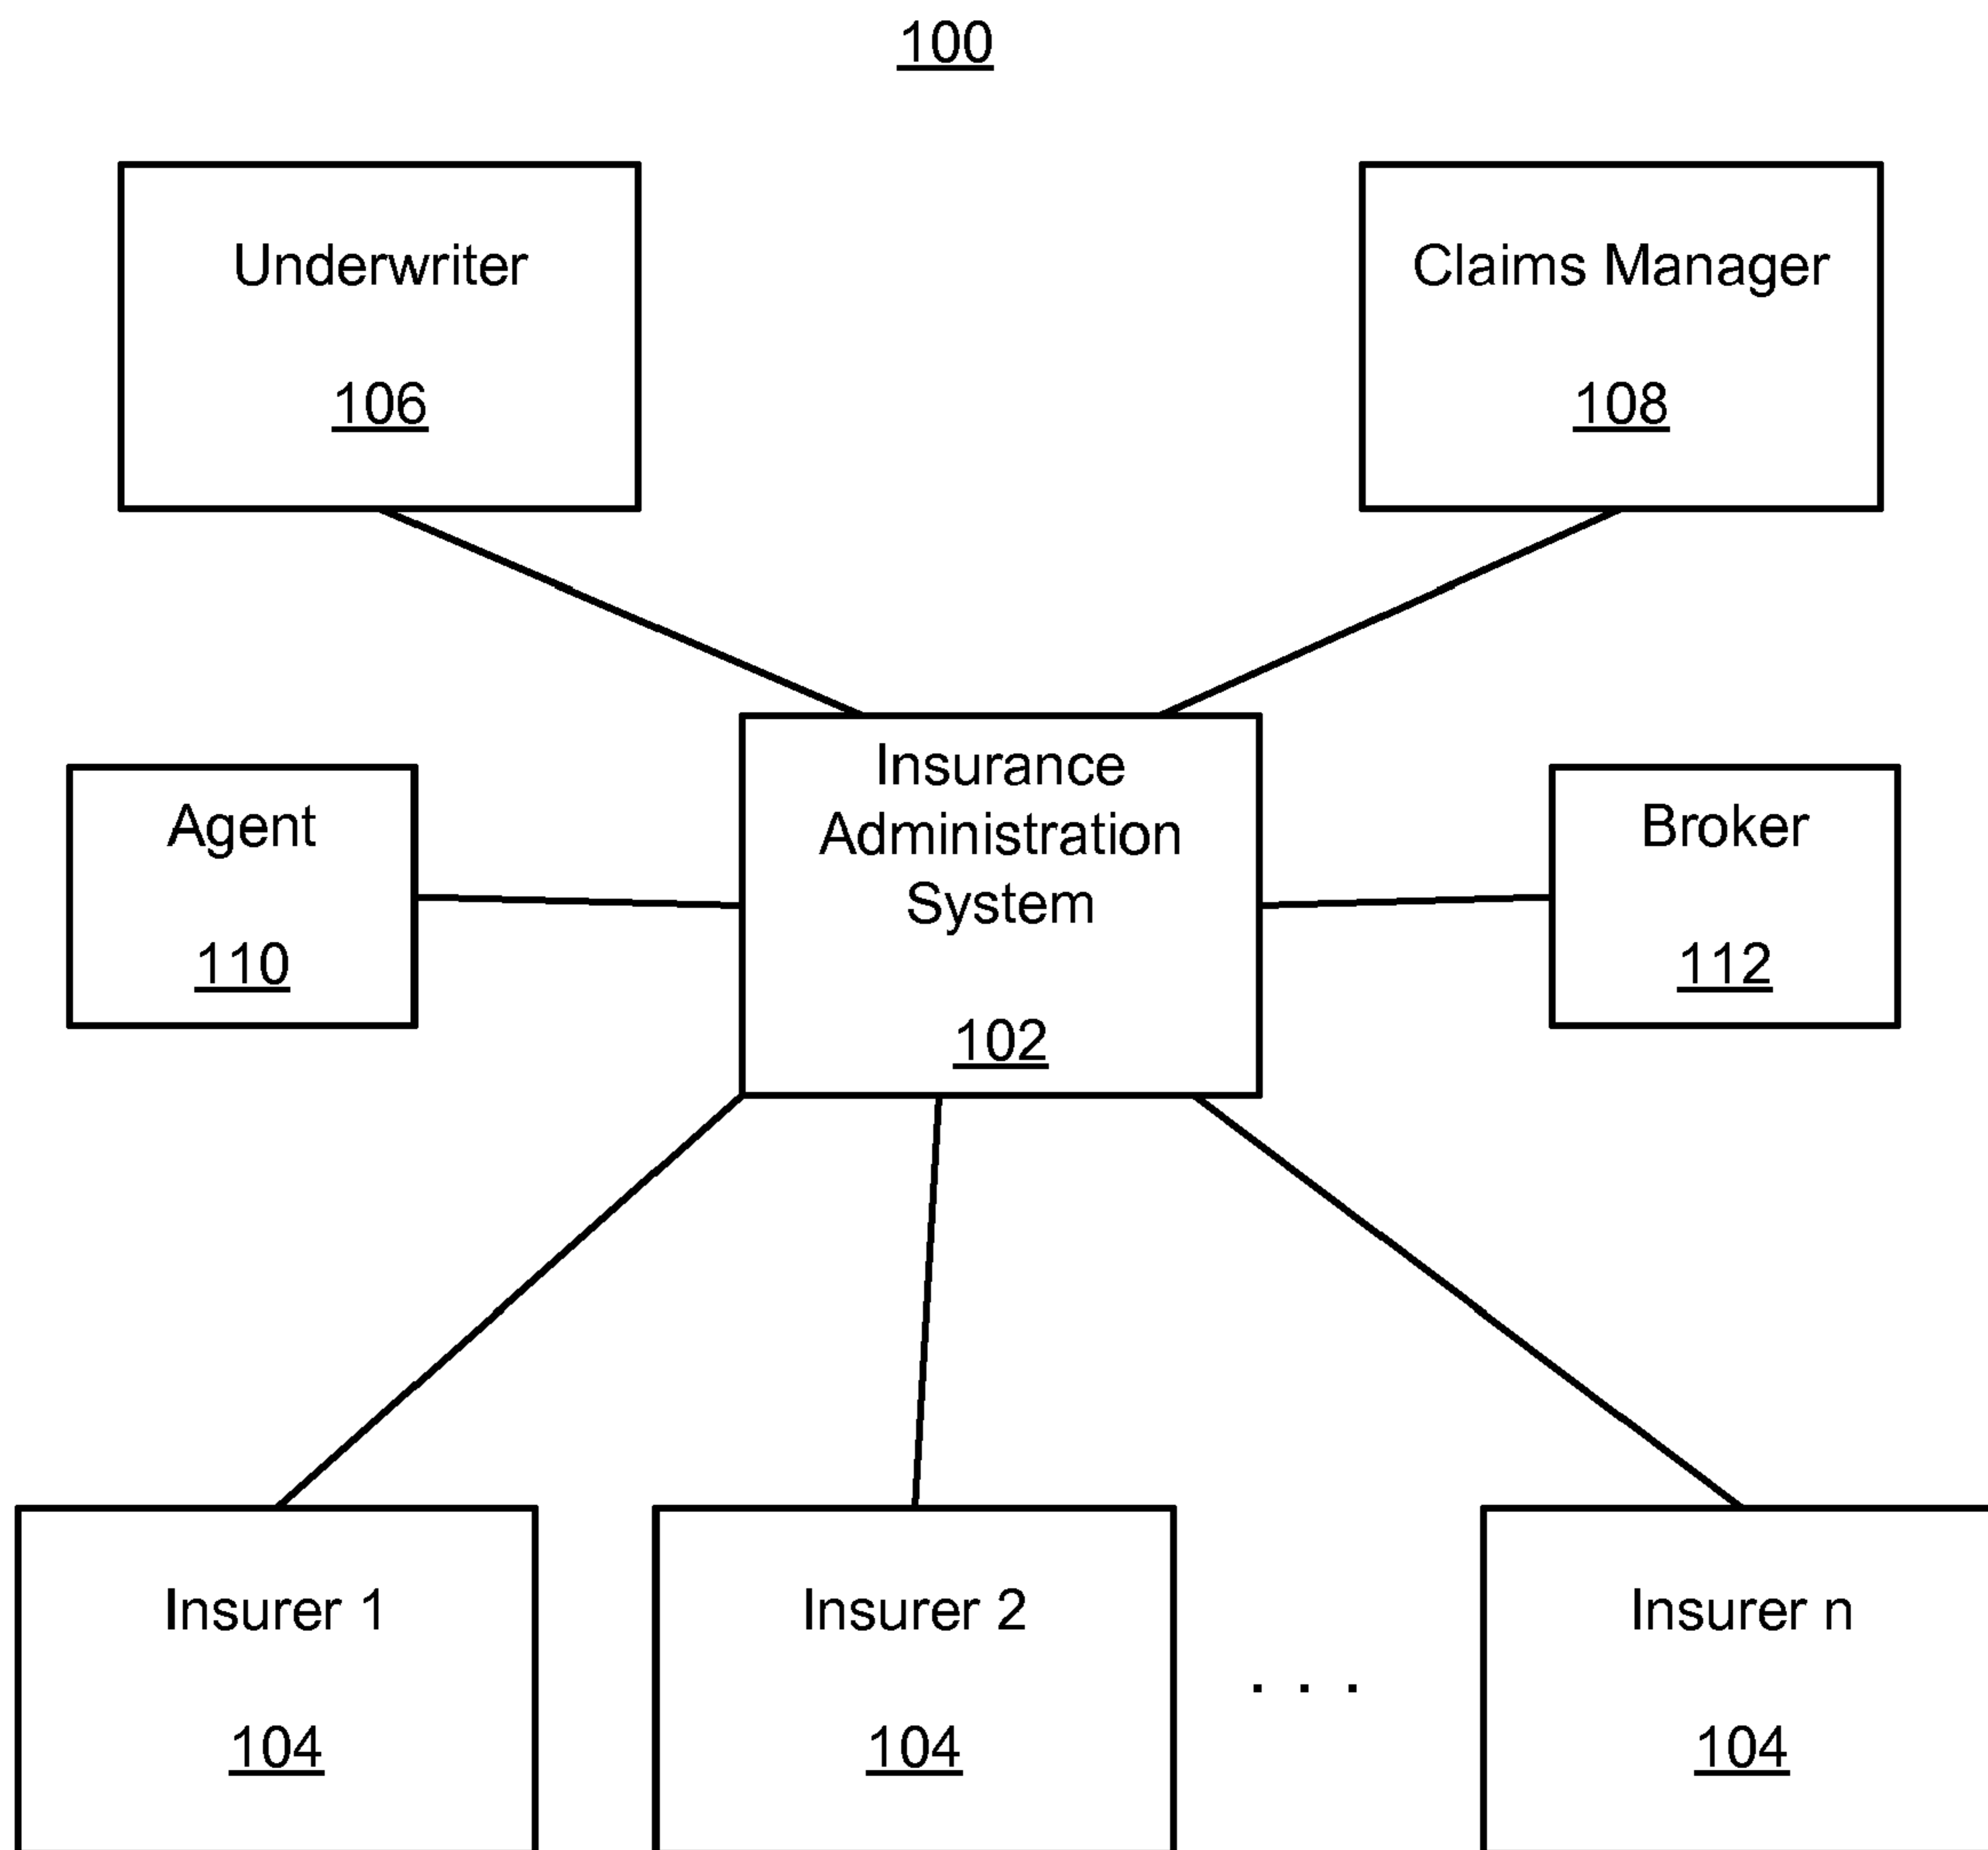 100
Underwriter
106
Claims Manager
108
Agent
110
Insurance
Administration
System
102
Broker
112
Insurer 1
104
Insurer 2
104
. . .
Insurer n
104